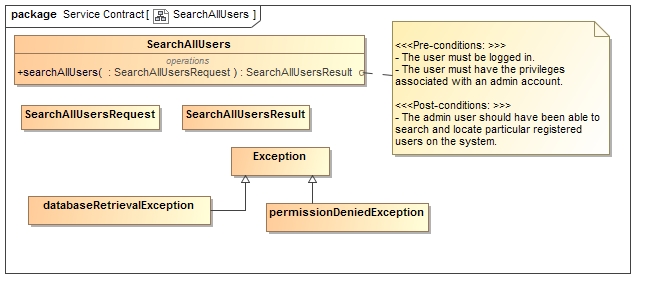 package Service Contract [ SearchAllUsers ]
SearchAllUsers
operations
+searchAllUsers( : SearchAllUsersRequest ) : SearchAllUsersResult
<<<Pre-conditions: >>>
- The user must be logged in.
- The user must have the privileges
associated with an admin account.
<<<Post-conditions: >>>
- The admin user should have been able to
search and locate particular registered
users on the system.
SearchAllUsersRequest
SearchAllUsersResult
Exception
databaseRetrievalException
permissionDeniedException